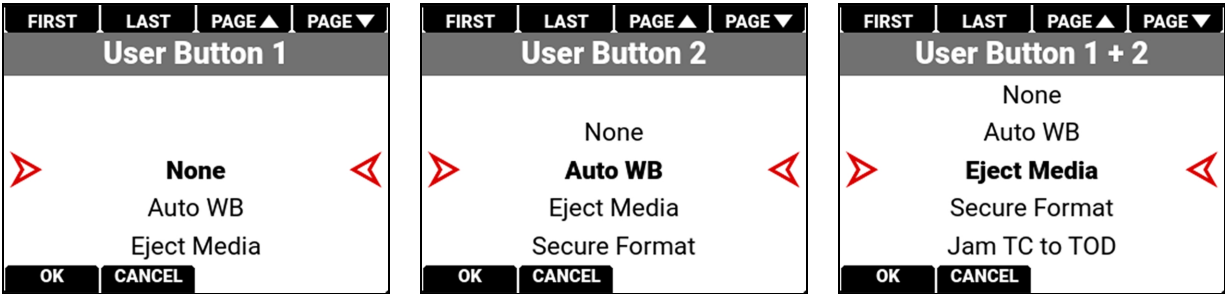 FIRST LAST PAGE▲ PAGE▼
User Button 1
None
Auto WB
Eject Media
OK CANCEL
FIRST LAST PAGE▲ PAGE▼
User Button 2
None
Auto WB
Eject Media
Secure Format
OK CANCEL
FIRST LAST PAGE▲ PAGE▼
User Button 1 + 2
None
Auto WB
Eject Media
Secure Format
Jam TC to TOD
OK CANCEL